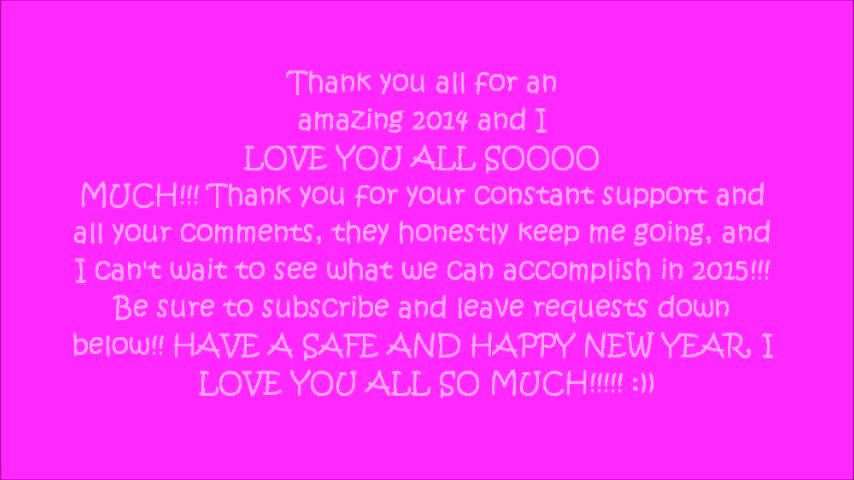 Thank you all for an
amazing 2014 and I
LOVE YOU ALL SOOOO
MUCH!!! Thank you for your constant support and
all your comments, they honestly keep me going, and
I can't wait to see what we can accomplish in 2015!!!
Be sure to subscribe and leave requests down
below!! HAVE A SAFE AND HAPPY NEW YEAR, I
LOVE YOU ALL SO MUCH!!!!! :))